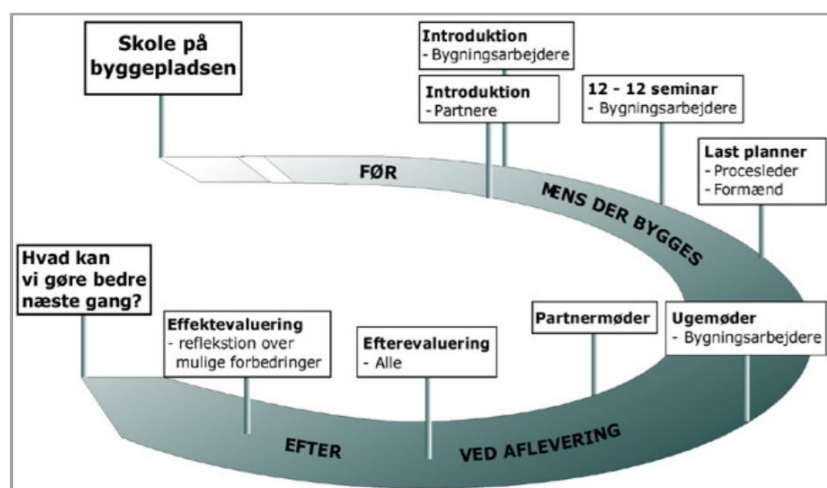 Skole på
byggepladsen
Introduktion
- Bygningsarbejdere
Introduktion
- Partnere
12 - 12 seminar
- Bygningsarbejdere
Last planner
- Procesleder
- Formænd
FØR
MENS DER BYGGES
Hvad kan
vi gøre bedre
næste gang?
Effektevaluering
- reflekstion over
mulige forbedringer
Efterevaluering
- Alle
Partnermøder
Ugemøder
- Bygningsarbejdere
EFTER
VED AFLEVERING